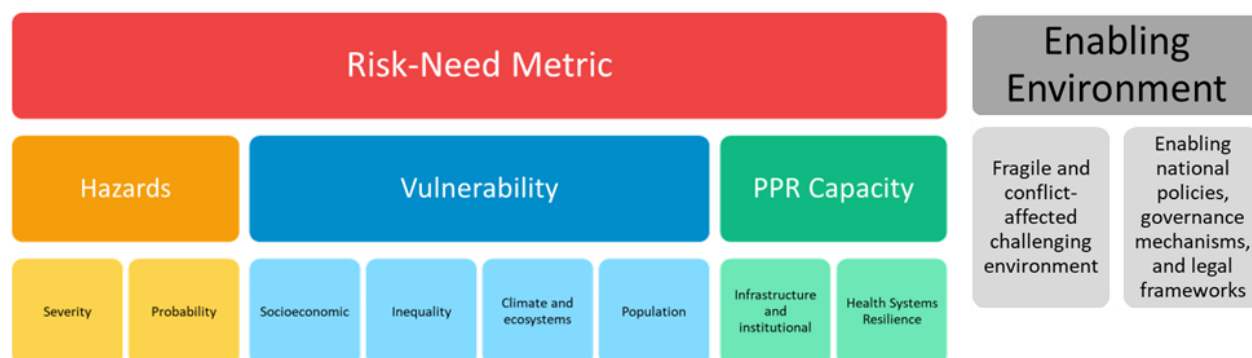 Risk-Need Metric
Enabling
Environment
Hazards
Vulnerability
PPR Capacity
Fragile and
conflict-
affected
challenging
environment
Enabling
national
policies,
governance
mechanisms,
and legal
frameworks
Severity
Probability
Socioeconomic
Inequality
Climate and
ecosystems
Population
Infrastructure
and
institutional
Health Systems
Resilience